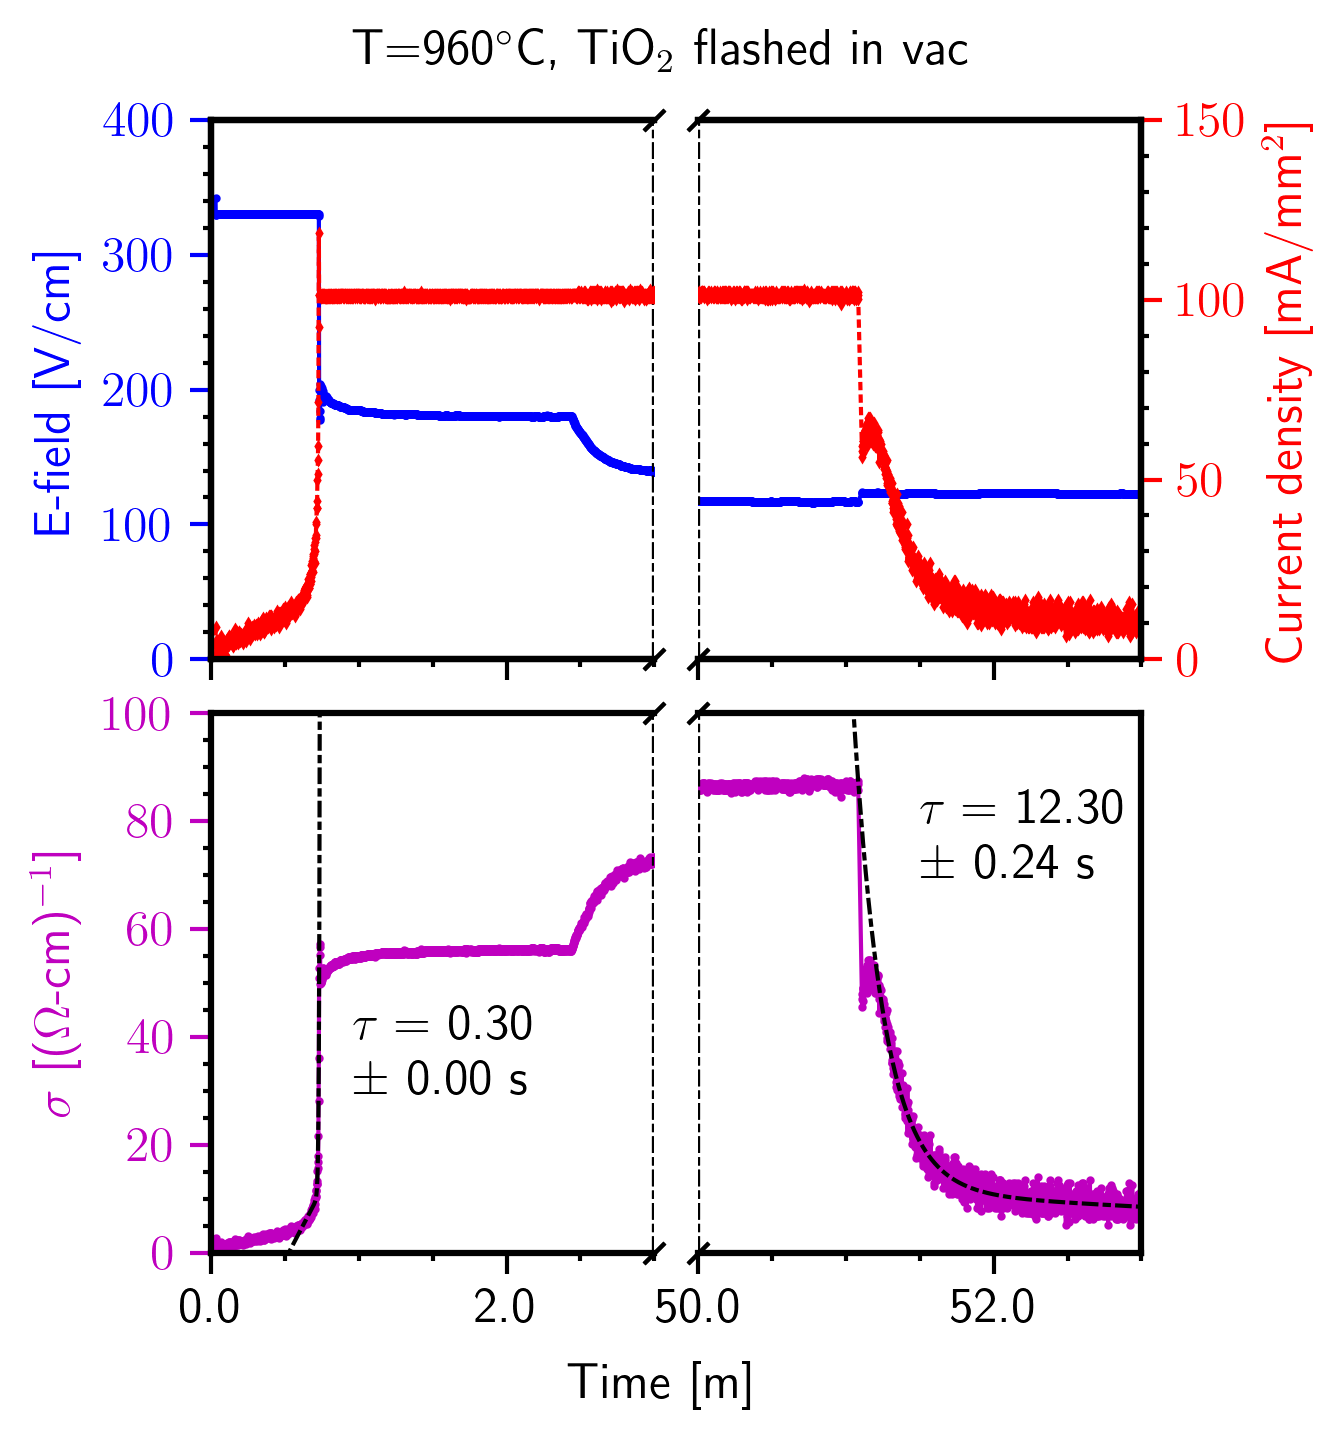 T=960°C, TiO₂ flashed in vac
400
300
200
100
0
E-field [V/cm]
150
100
50
0
Current density [mA/mm²]
100
80
60
40
20
0
σ [(Ω-cm)⁻¹]
τ = 0.30
± 0.00 s
τ = 12.30
± 0.24 s
0.0
2.0
50.0
52.0
Time [m]